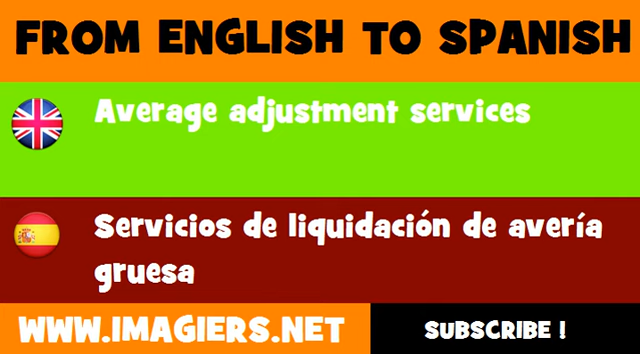 FROM ENGLISH TO SPANISH
Average adjustment services
Servicios de liquidación de avería
gruesa
WWW.IMAGIERS.NET
SUBSCRIBE !